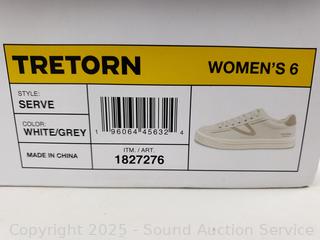 TRETORN
WOMEN'S 6
STYLE:
SERVE
COLOR:
WHITE/GREY
MADE IN CHINA
1 96064 45632 4
ITM. / ART.
1827276
Copyright 2025 - Sound Auction Service